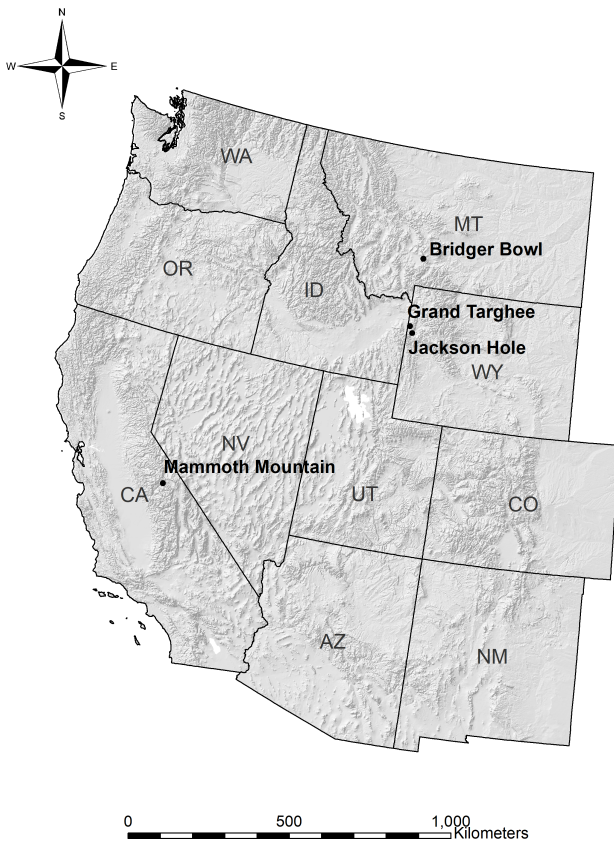 N
W E
S
WA
MT
Bridger Bowl
OR
ID
Grand Targhee
Jackson Hole
WY
NV
Mammoth Mountain
CA
UT
CO
AZ
NM
0 500 1,000
Kilometers